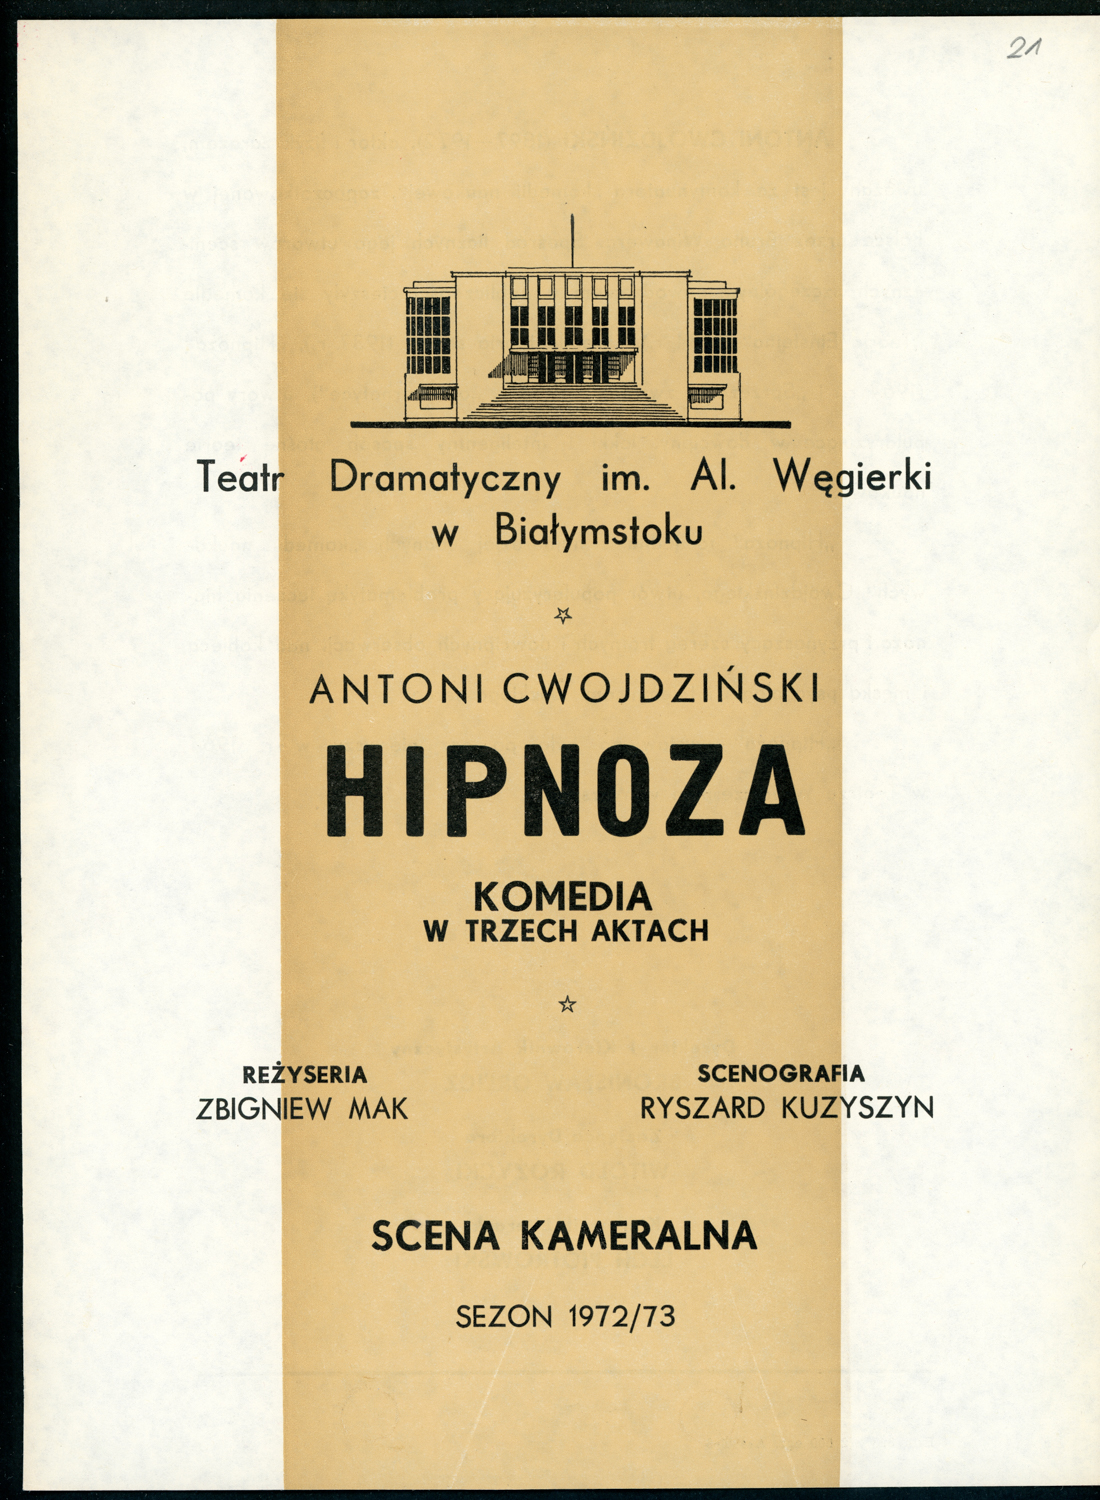 21
Teatr Dramatyczny im. Al. Węgierki
w Białymstoku
ANTONI CWOJDZIŃSKI
HIPNOZA
KOMEDIA
W TRZECH AKTACH
REŻYSERIA
ZBIGNIEW MAK
SCENOGRAFIA
RYSZARD KUZYSZYN
SCENA KAMERALNA
SEZON 1972/73